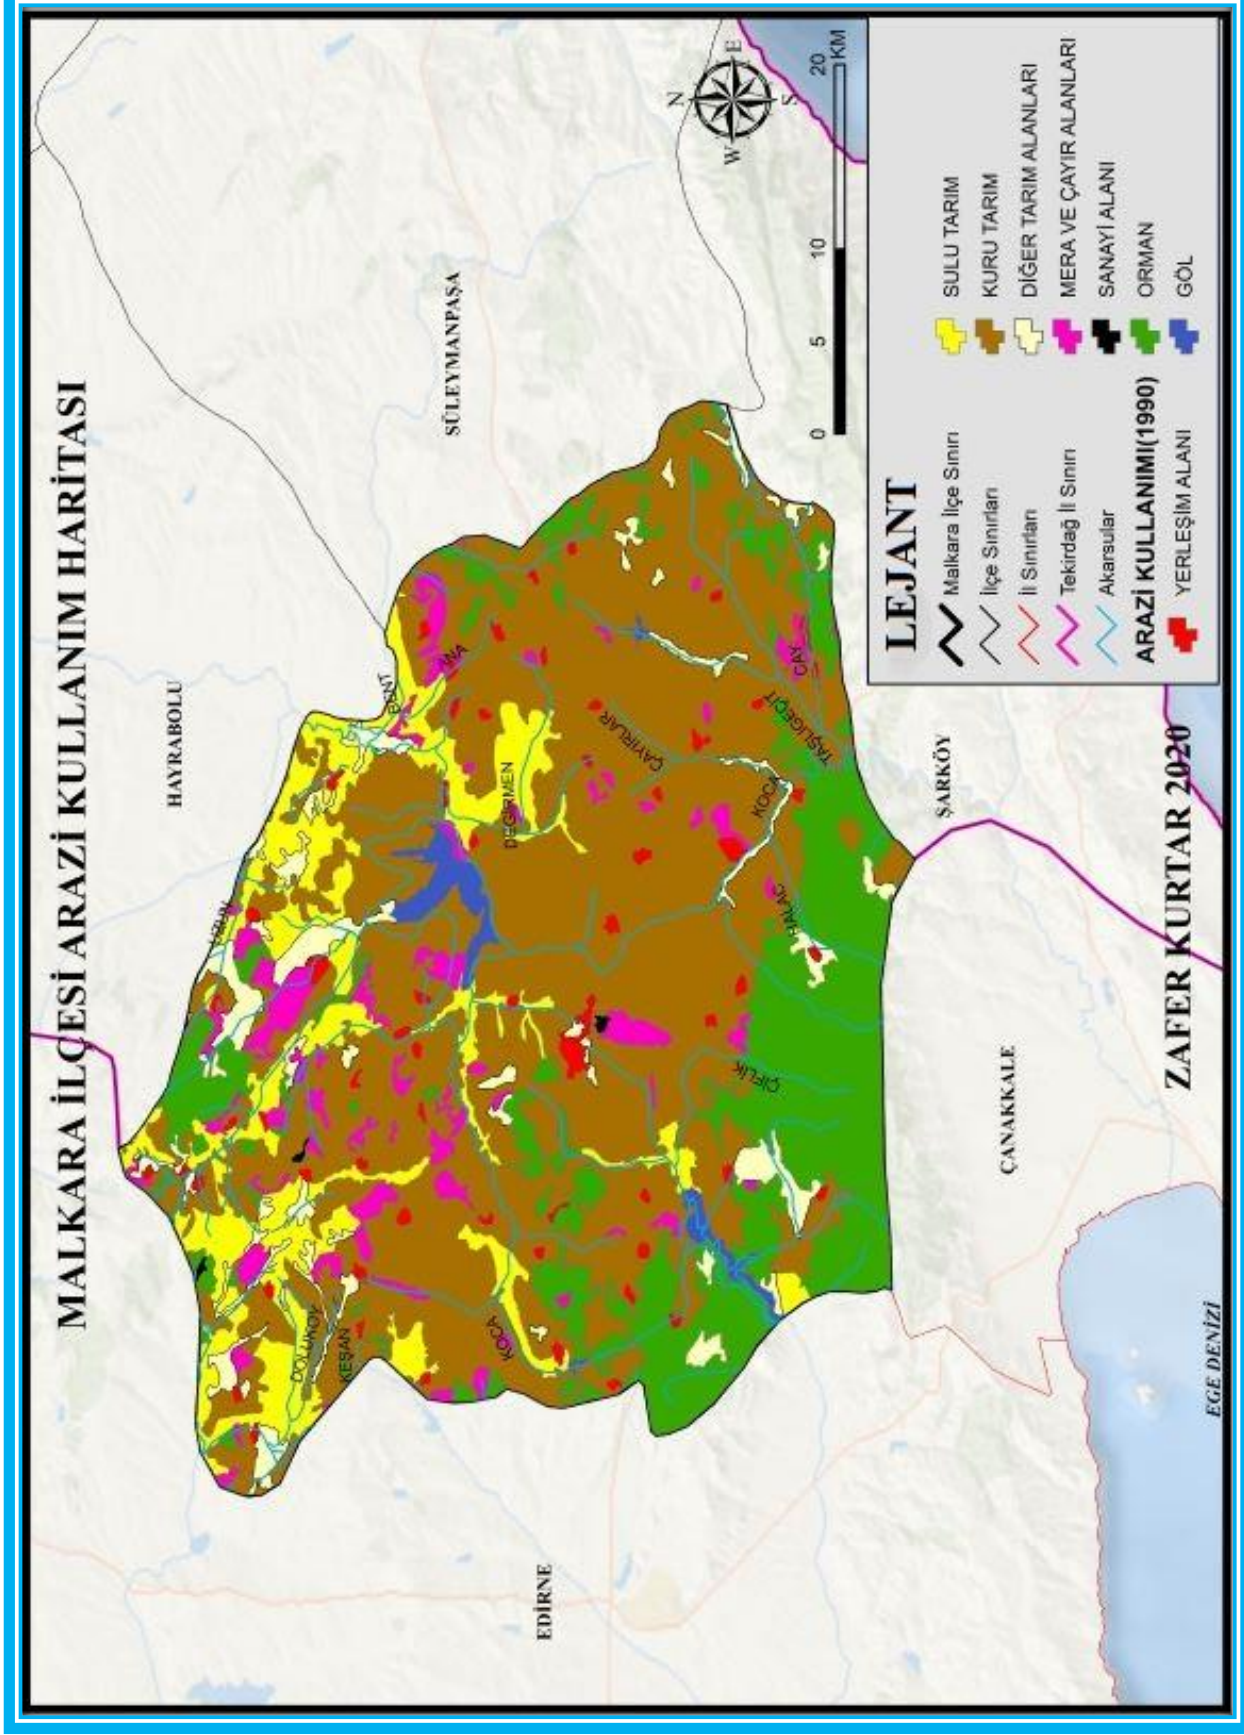 MALKARA İLÇESİ ARAZİ KULLANIM HARİTASI
HAYRABOLU
SÜLEYMANPAŞA
EDİRNE
ÇANAKKALE
ŞARKÖY
EGE DENİZİ
DOLUKÖY
KEŞAN
KOCA
BENT
ANA
DEĞİRMEN
ÇAYIRLAR
TAŞLIGEÇİT
ÇAY
KOCA
HALAÇ
ÇİFLİK
N
E
S
W
0 5 10 20
KM
LEJANT
Malkara İlçe Sınırı
İlçe Sınırları
İl Sınırları
Tekirdağ İl Sınırı
Akarsular
ARAZİ KULLANIMI(1990)
YERLEŞİM ALANI
SULU TARIM
KURU TARIM
DİĞER TARIM ALANLARI
MERA VE ÇAYIR ALANLARI
SANAYİ ALANI
ORMAN
GÖL
ZAFER KURTAR 2020